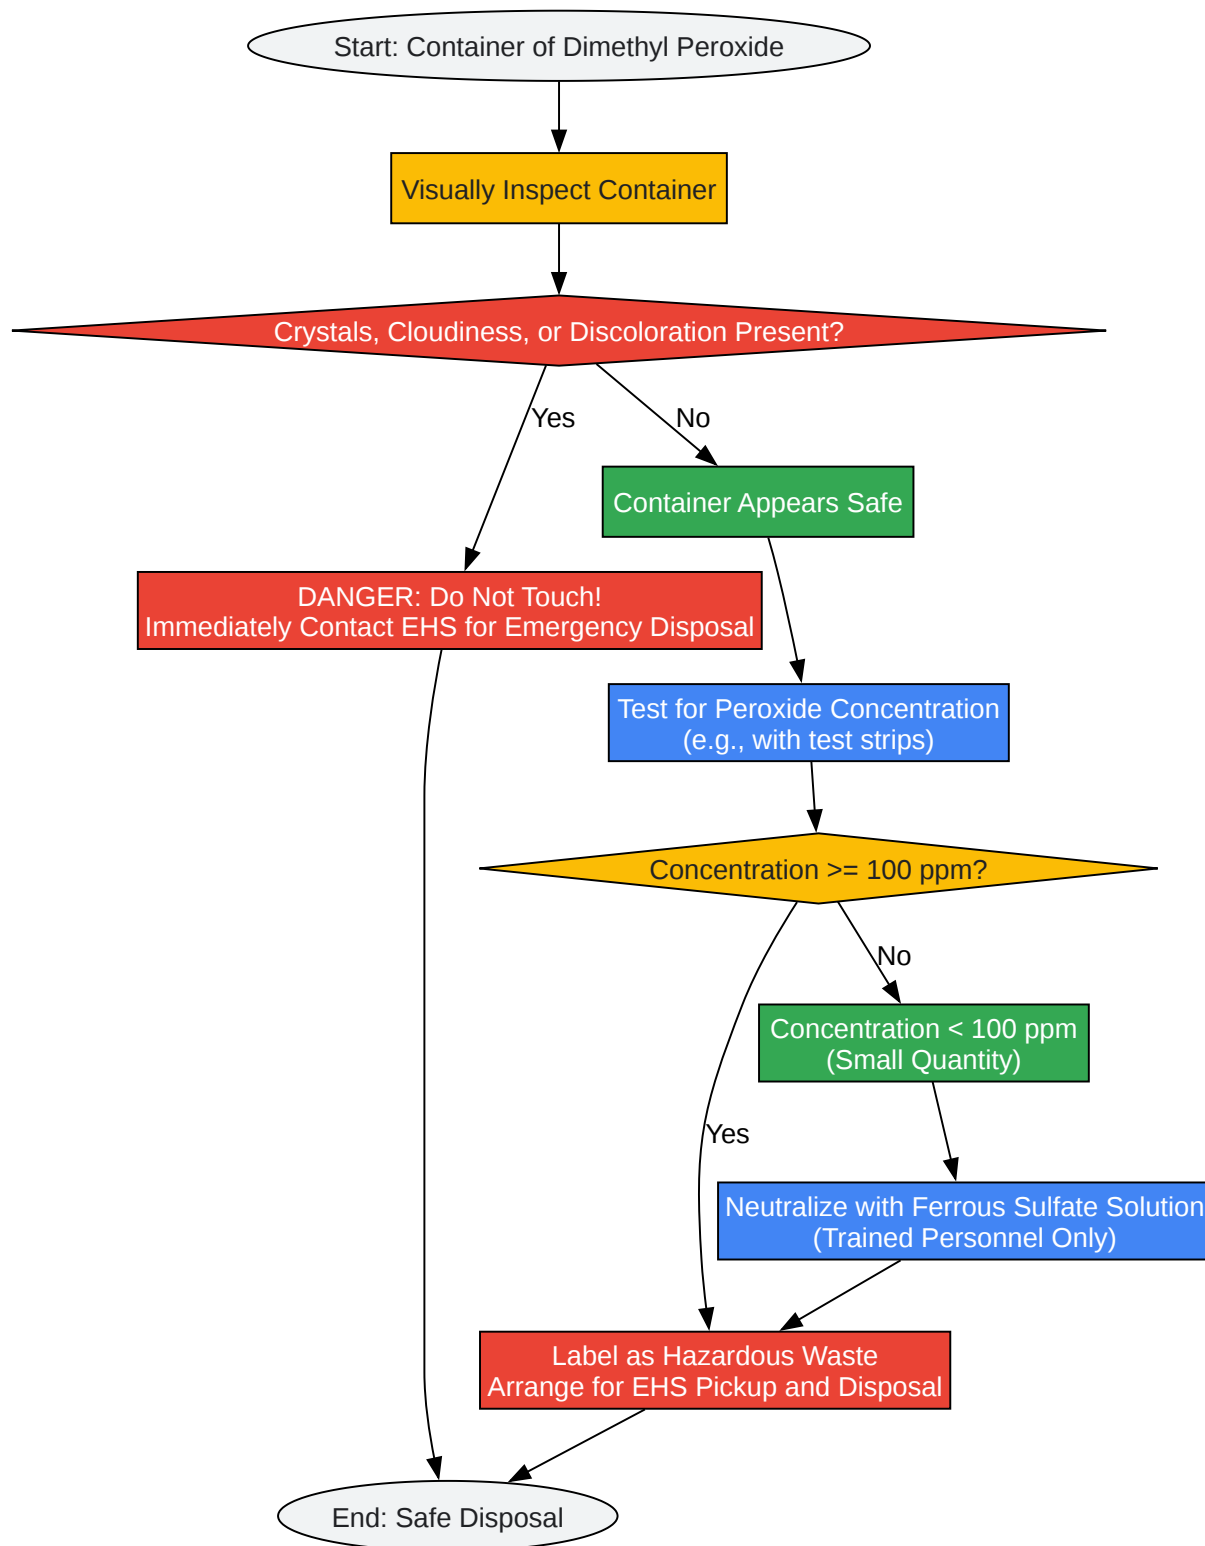 Start: Container of Dimethyl Peroxide
Visually Inspect Container
Crystals, Cloudiness, or Discoloration Present?
Yes
No
Container Appears Safe
DANGER: Do Not Touch!
Immediately Contact EHS for Emergency Disposal
Test for Peroxide Concentration
(e.g., with test strips)
Concentration >= 100 ppm?
No
Concentration < 100 ppm
(Small Quantity)
Yes
Neutralize with Ferrous Sulfate Solution
(Trained Personnel Only)
Label as Hazardous Waste
Arrange for EHS Pickup and Disposal
End: Safe Disposal